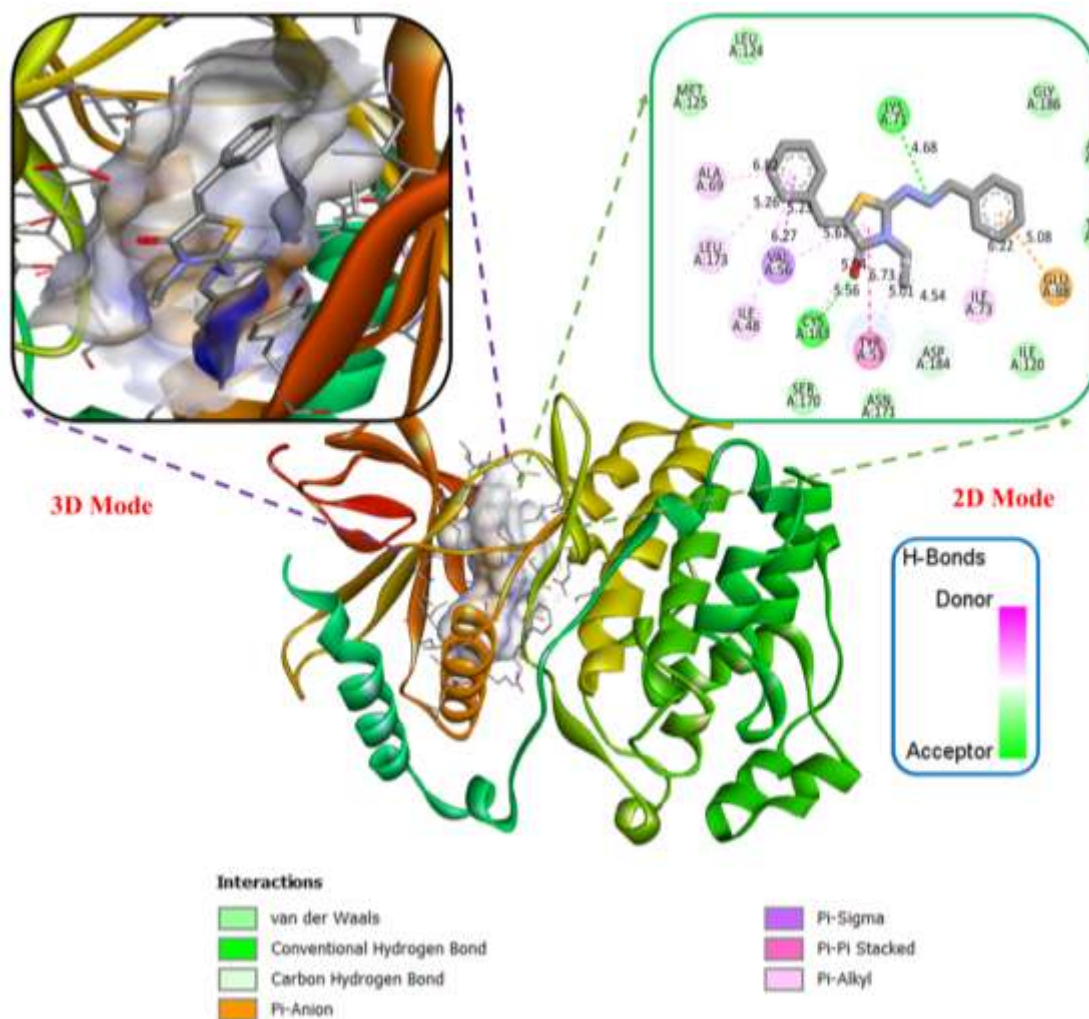 LEU
A:124
MET
A:125
LYS
A:71
GLY
A:186
ALA
A:69
4.68
6.82
5.26
5.23
5.08
LEU
A:173
6.27
VAL
A:56
6.22
6.73
5.56
5.01
4.54
GLU
A:88
ILE
A:48
CYS
A:183
TYR
A:53
ASP
A:184
ILE
A:73
ILE
A:120
SER
A:170
ASN
A:171
3D Mode
2D Mode
H-Bonds
Donor
Acceptor
Interactions
van der Waals
Conventional Hydrogen Bond
Carbon Hydrogen Bond
Pi-Anion
Pi-Sigma
Pi-Pi Stacked
Pi-Alkyl